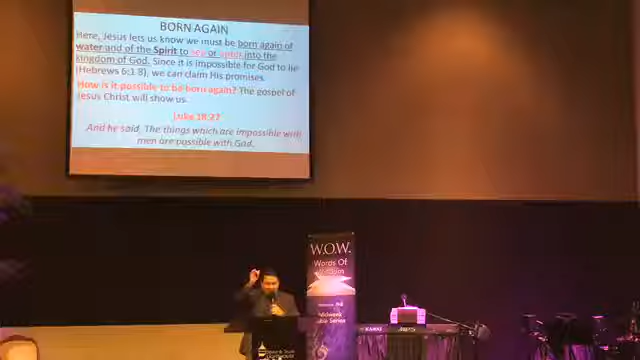 BORN AGAIN
Here, Jesus lets us know we must be born again of
water and of the Spirit to see or enter into the
kingdom of God. Since it is impossible for God to lie
(Hebrews 6:18), we can claim His promises.
How is it possible to be born again? The gospel of
Jesus Christ will show us.
Luke 18:27
And he said, The things which are impossible with
men are possible with God.
W.O.W.
Words Of
Wisdom
Midweek
Bible Series
KAWAI